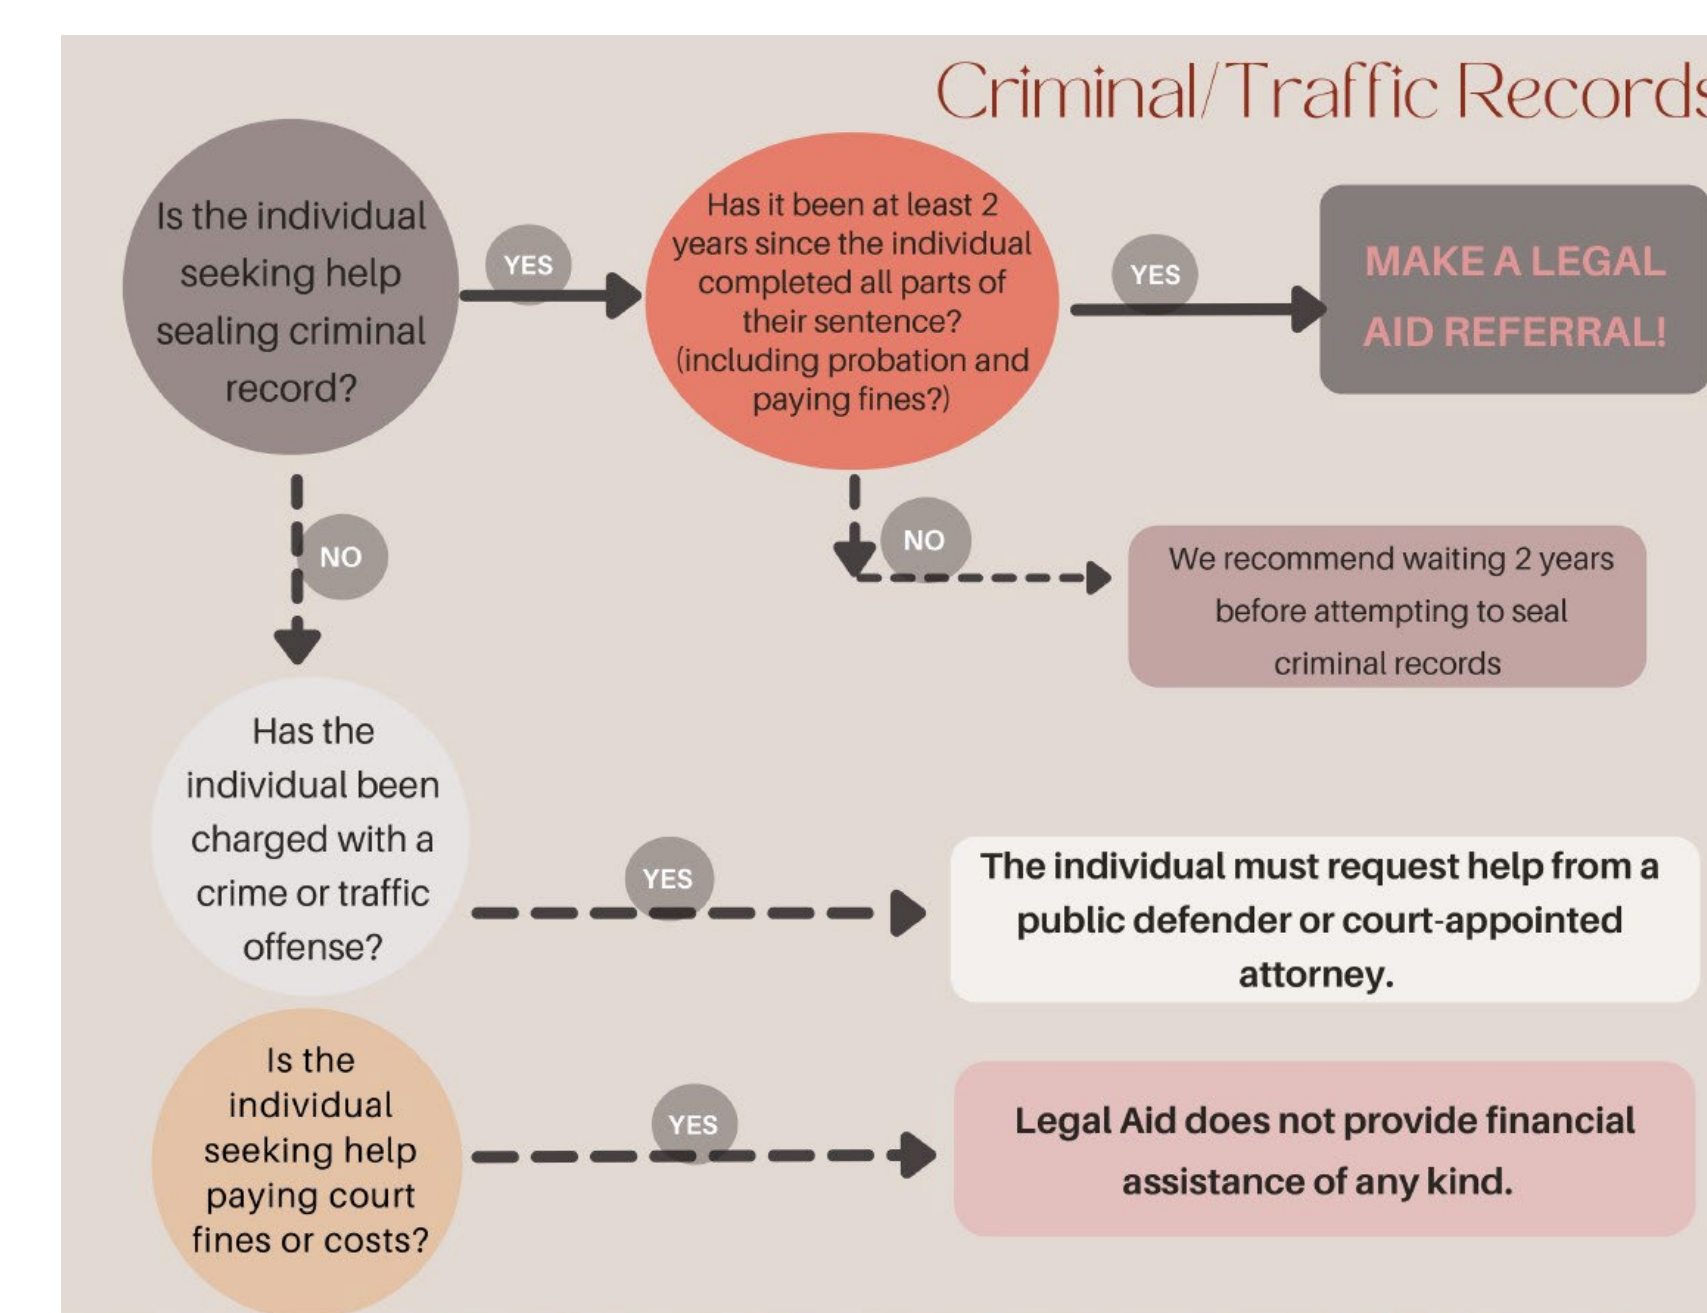 Criminal/Traffic Records
Is the individual
seeking help
sealing criminal
record?
YES
Has it been at least 2
years since the individual
completed all parts of
their sentence?
(including probation and
paying fines?)
YES
MAKE A LEGAL
AID REFERRAL!
NO
NO
We recommend waiting 2 years
before attempting to seal
criminal records
Has the
individual been
charged with a
crime or traffic
offense?
YES
The individual must request help from a
public defender or court-appointed
attorney.
Is the
individual
seeking help
paying court
fines or costs?
YES
Legal Aid does not provide financial
assistance of any kind.